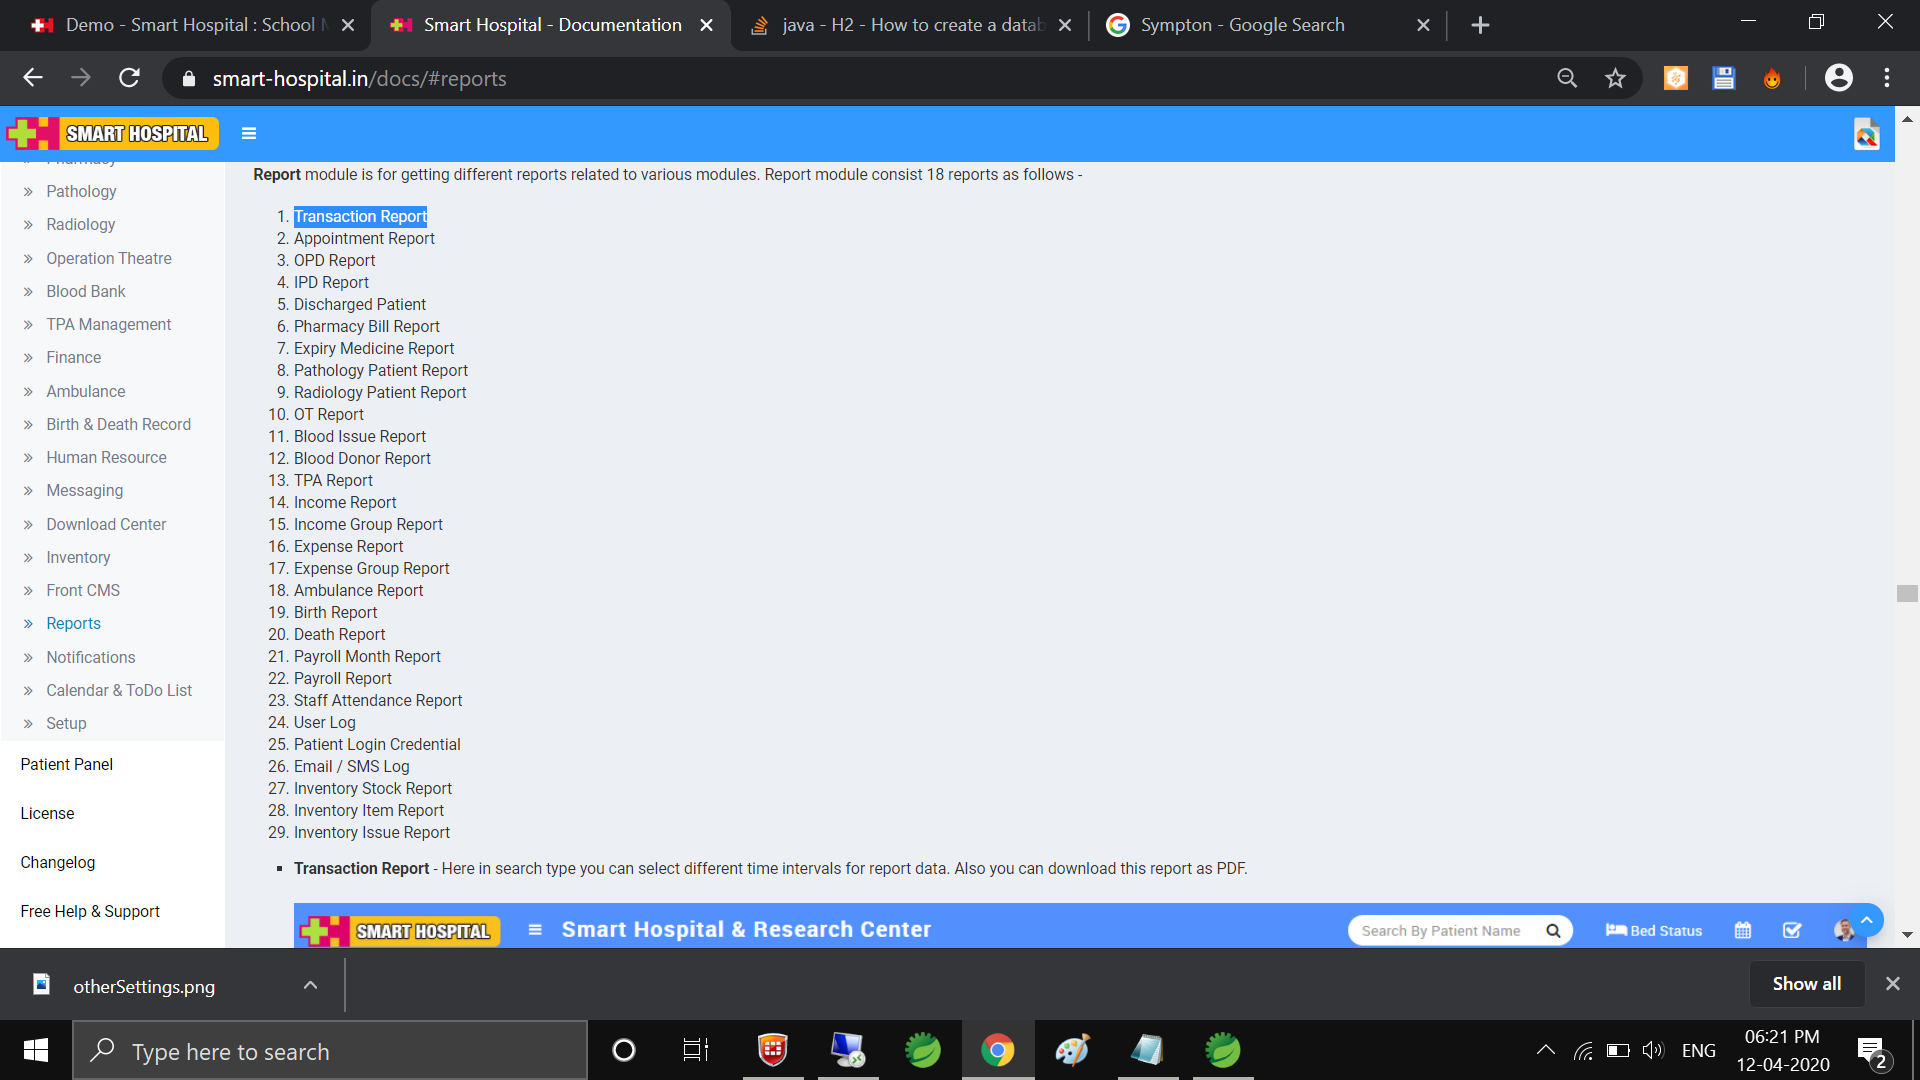 Demo - Smart Hospital : School
Smart Hospital - Documentation
java - H2 - How to create a datab
Sympton - Google Search
smart-hospital.in/docs/#reports
SMART HOSPITAL
Pharmacy
Pathology
Radiology
Operation Theatre
Blood Bank
TPA Management
Finance
Ambulance
Birth & Death Record
Human Resource
Messaging
Download Center
Inventory
Front CMS
Reports
Notifications
Calendar & ToDo List
Setup
Patient Panel
License
Changelog
Free Help & Support
Report module is for getting different reports related to various modules. Report module consist 18 reports as follows -
1. Transaction Report
2. Appointment Report
3. OPD Report
4. IPD Report
5. Discharged Patient
6. Pharmacy Bill Report
7. Expiry Medicine Report
8. Pathology Patient Report
9. Radiology Patient Report
10. OT Report
11. Blood Issue Report
12. Blood Donor Report
13. TPA Report
14. Income Report
15. Income Group Report
16. Expense Report
17. Expense Group Report
18. Ambulance Report
19. Birth Report
20. Death Report
21. Payroll Month Report
22. Payroll Report
23. Staff Attendance Report
24. User Log
25. Patient Login Credential
26. Email / SMS Log
27. Inventory Stock Report
28. Inventory Item Report
29. Inventory Issue Report
Transaction Report - Here in search type you can select different time intervals for report data. Also you can download this report as PDF.
SMART HOSPITAL
Smart Hospital & Research Center
Search By Patient Name
Bed Status
otherSettings.png
Show all
Type here to search
ENG
06:21 PM
12-04-2020
2